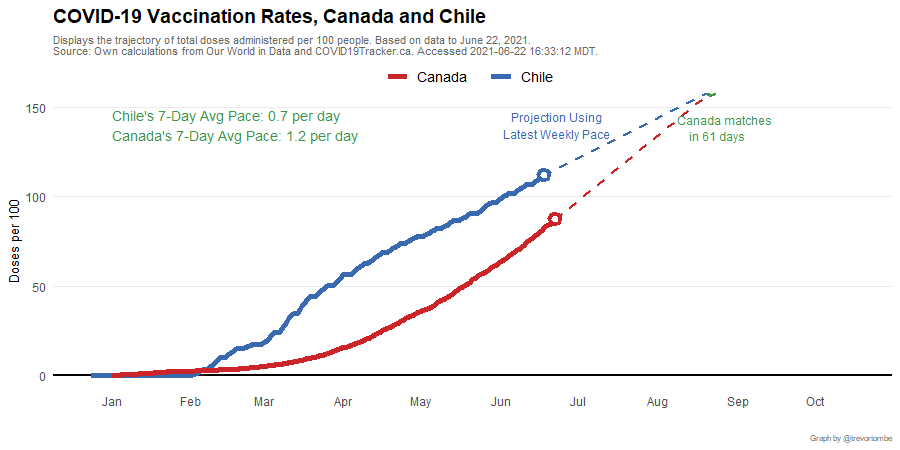 COVID-19 Vaccination Rates, Canada and Chile
Displays the trajectory of total doses administered per 100 people. Based on data to June 22, 2021.
Source: Own calculations from Our World in Data and COVID19Tracker.ca. Accessed 2021-06-22 16:33:12 MDT.
Canada Chile
Chile's 7-Day Avg Pace: 0.7 per day
Canada's 7-Day Avg Pace: 1.2 per day
Projection Using
Latest Weekly Pace
Canada matches
in 61 days
Doses per 100
150
100
50
0
Jan Feb Mar Apr May Jun Jul Aug Sep Oct
Graph by @trevortombe